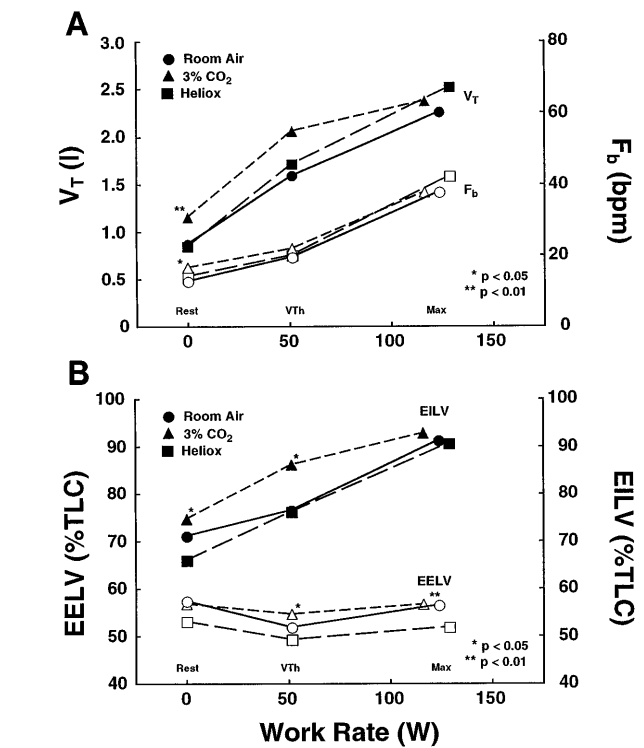 A
3.0
2.5
2.0
1.5
1.0
0.5
0
V_T (l)
Room Air
3% CO₂
Heliox
V_T
F_b
**
*
* p < 0.05
** p < 0.01
Rest VTh Max
0 50 100 150
80
60
40
20
0
F_b (bpm)
B
100
90
80
70
60
50
40
EELV (%TLC)
Room Air
3% CO₂
Heliox
EILV
*
*
EELV
*
**
* p < 0.05
** p < 0.01
Rest VTh Max
0 50 100 150
100
90
80
70
60
50
40
EILV (%TLC)
Work Rate (W)